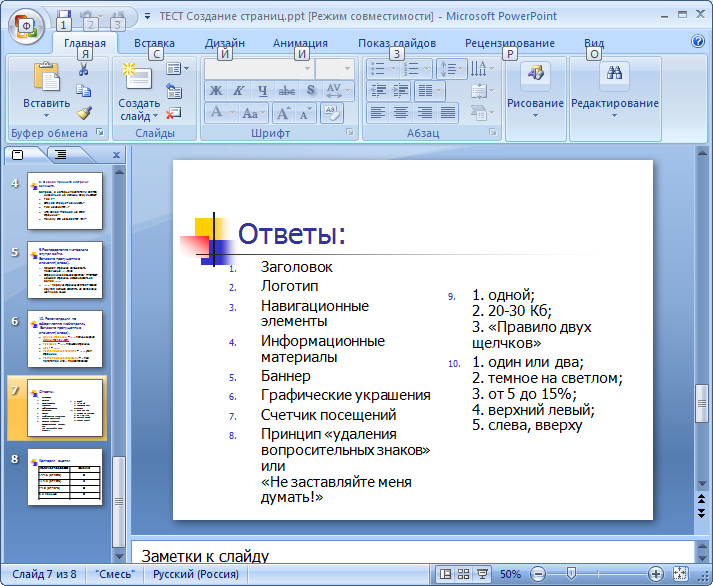 ТЕСТ Создание страниц.ppt [Режим совместимости] - Microsoft PowerPoint
1 2 3
Главная Вставка Дизайн Анимация Показ слайдов Рецензирование Вид
Я С Й И З Р О
Вставить
Создать слайд
Ж К Ч abc S AV
A Aa A A
Рисование
Редактирование
Буфер обмена Слайды Шрифт Абзац
4
5
6
7
8
Ответы:
1. Заголовок
2. Логотип
3. Навигационные
элементы
4. Информационные
материалы
5. Баннер
6. Графические украшения
7. Счетчик посещений
8. Принцип «удаления
вопросительных знаков»
или
«Не заставляйте меня
думать!»
9. 1. одной;
2. 20-30 Кб;
3. «Правило двух
щелчков»
10. 1. один или два;
2. темное на светлом;
3. от 5 до 15%;
4. верхний левый;
5. слева, вверху
Заметки к слайду
Слайд 7 из 8 "Смесь" Русский (Россия) 50%